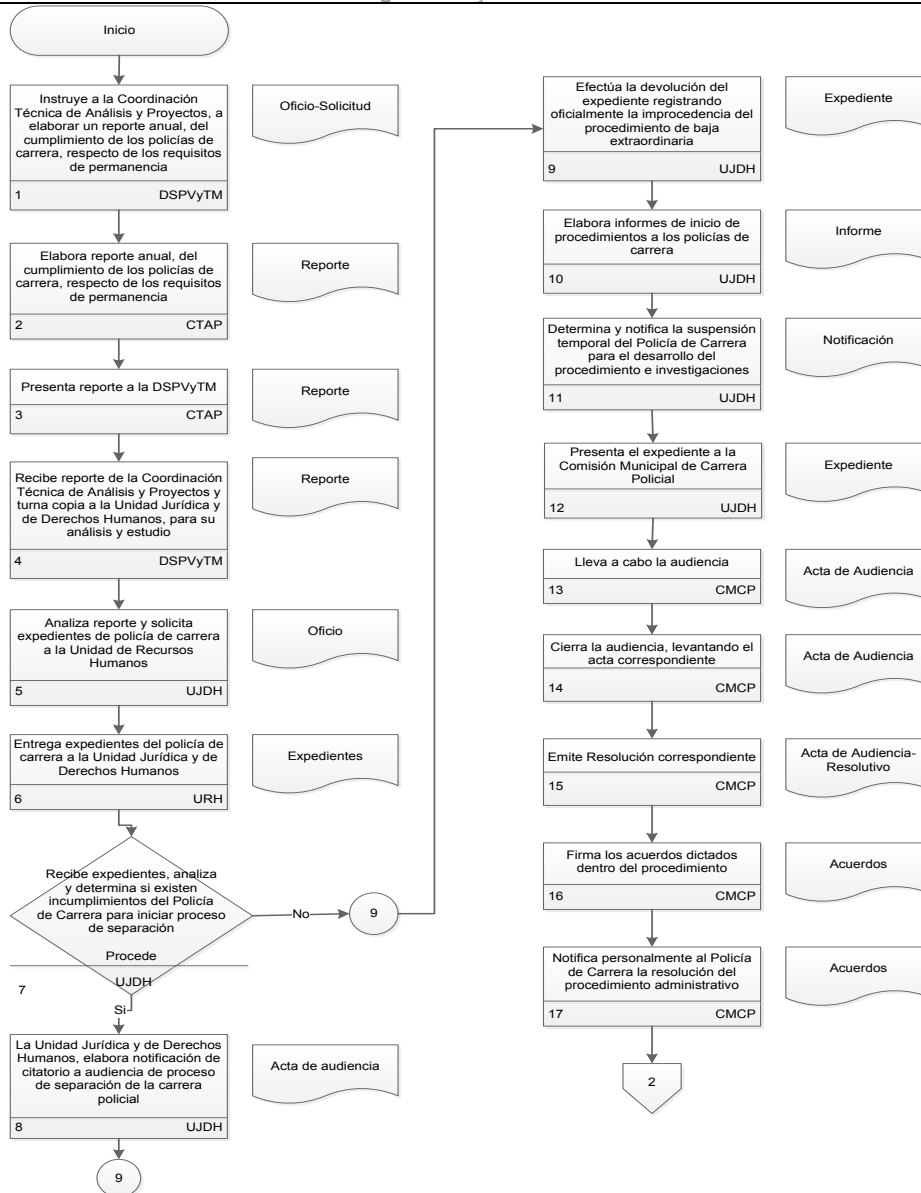 Inicio
Instruye a la Coordinación
Técnica de Análisis y Proyectos, a
elaborar un reporte anual, del
cumplimiento de los policías de
carrera, respecto de los requisitos
de permanencia
1 DSPVyTM
Oficio-Solicitud
Elabora reporte anual, del
cumplimiento de los policías de
carrera, respecto de los requisitos
de permanencia
2 CTAP
Reporte
Presenta reporte a la DSPVyTM
3 CTAP
Reporte
Recibe reporte de la Coordinación
Técnica de Análisis y Proyectos y
turna copia a la Unidad Jurídica y
de Derechos Humanos, para su
análisis y estudio
4 DSPVyTM
Reporte
Analiza reporte y solicita
expedientes de policía de carrera
a la Unidad de Recursos
Humanos
5 UJDH
Oficio
Entrega expedientes del policía de
carrera a la Unidad Jurídica y de
Derechos Humanos
6 URH
Expedientes
Recibe expedientes, analiza
y determina si existen
incumplimientos del Policía
de Carrera para iniciar proceso
de separación
Procede
7 UJDH
No
9
Si
La Unidad Jurídica y de Derechos
Humanos, elabora notificación de
citatorio a audiencia de proceso
de separación de la carrera
policial
8 UJDH
Acta de audiencia
9
Efectúa la devolución del
expediente registrando
oficialmente la improcedencia del
procedimiento de baja
extraordinaria
9 UJDH
Expediente
Elabora informes de inicio de
procedimientos a los policías de
carrera
10 UJDH
Informe
Determina y notifica la suspensión
temporal del Policía de Carrera
para el desarrollo del
procedimiento e investigaciones
11 UJDH
Notificación
Presenta el expediente a la
Comisión Municipal de Carrera
Policial
12 UJDH
Expediente
Lleva a cabo la audiencia
13 CMCP
Acta de Audiencia
Cierra la audiencia, levantando el
acta correspondiente
14 CMCP
Acta de Audiencia
Emite Resolución correspondiente
15 CMCP
Acta de Audiencia-
Resolutivo
Firma los acuerdos dictados
dentro del procedimiento
16 CMCP
Acuerdos
Notifica personalmente al Policía
de Carrera la resolución del
procedimiento administrativo
17 CMCP
Acuerdos
2